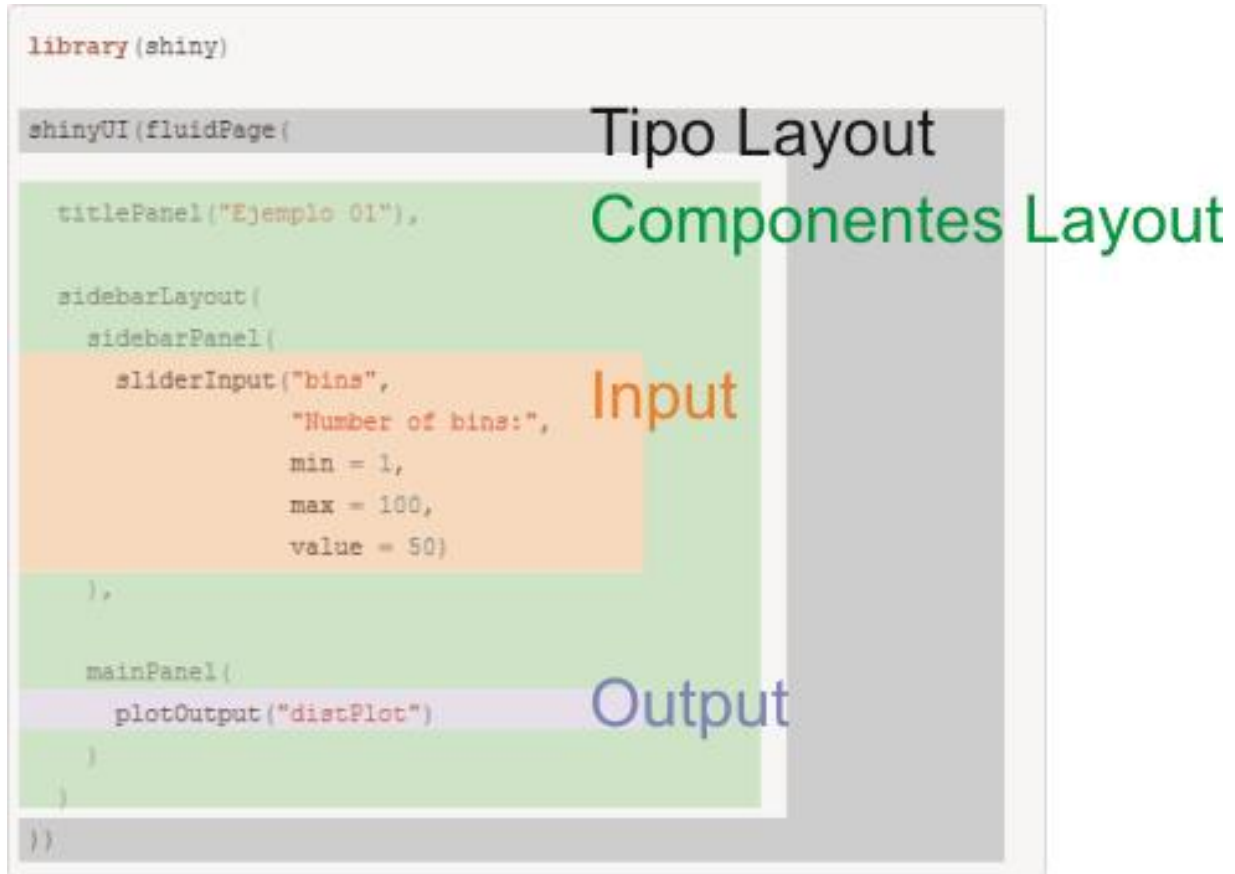 library(shiny)
shinyUI(fluidPage(
Tipo Layout
titlePanel("Ejemplo 01"),
Componentes Layout
sidebarLayout(
sidebarPanel(
sliderInput("bins",
Input
"Number of bins:",
min = 1,
max = 100,
value = 50)
),
mainPanel(
plotOutput("distPlot")
Output
)
)
))